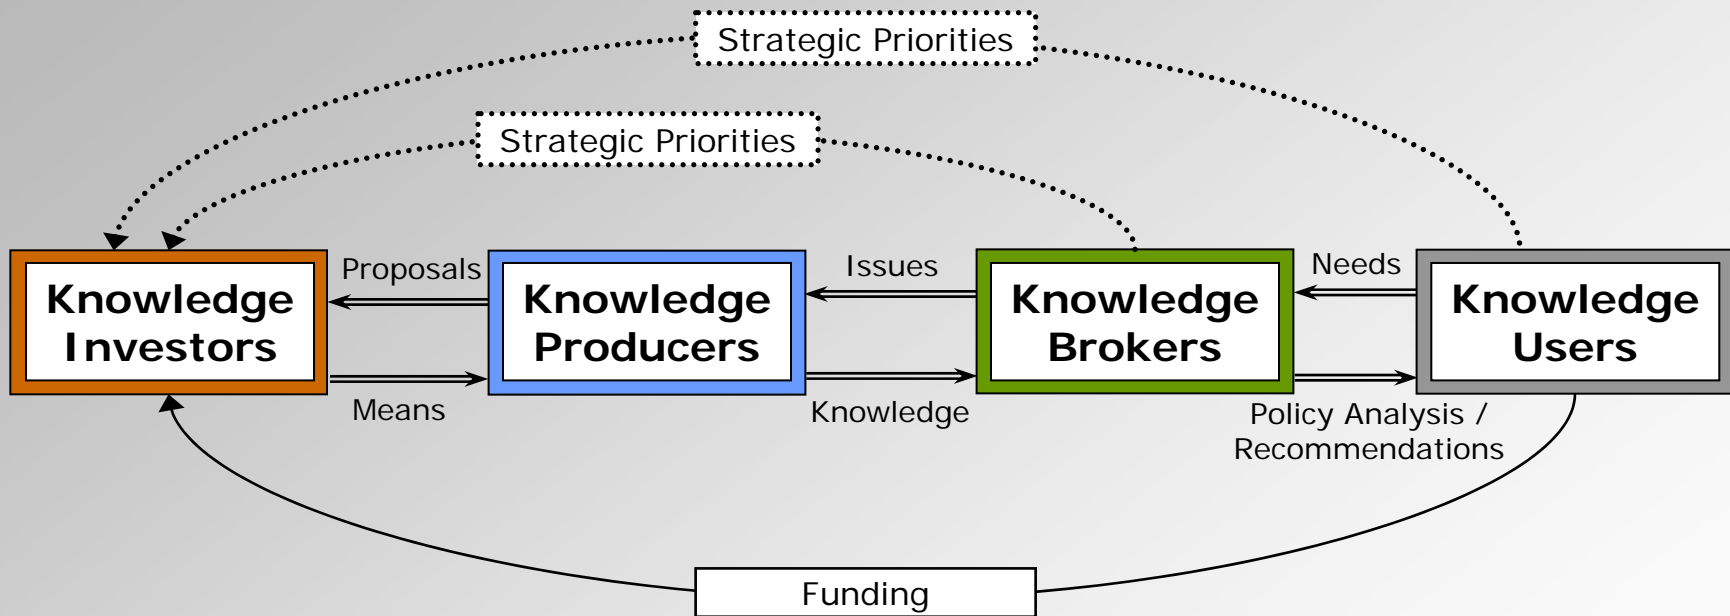 Strategic Priorities
Strategic Priorities
Proposals
Issues
Needs
Knowledge
Investors
Knowledge
Producers
Knowledge
Brokers
Knowledge
Users
Means
Knowledge
Policy Analysis /
Recommendations
Funding